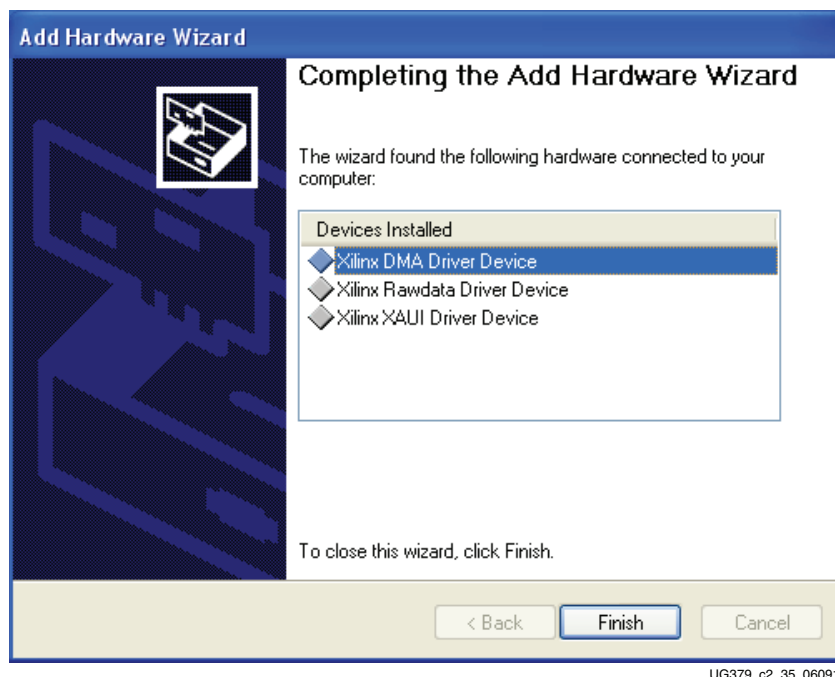 Add Hardware Wizard
Completing the Add Hardware Wizard
The wizard found the following hardware connected to your
computer:
Devices Installed
Xilinx DMA Driver Device
Xilinx Rawdata Driver Device
Xilinx XAUI Driver Device
To close this wizard, click Finish.
< Back Finish Cancel